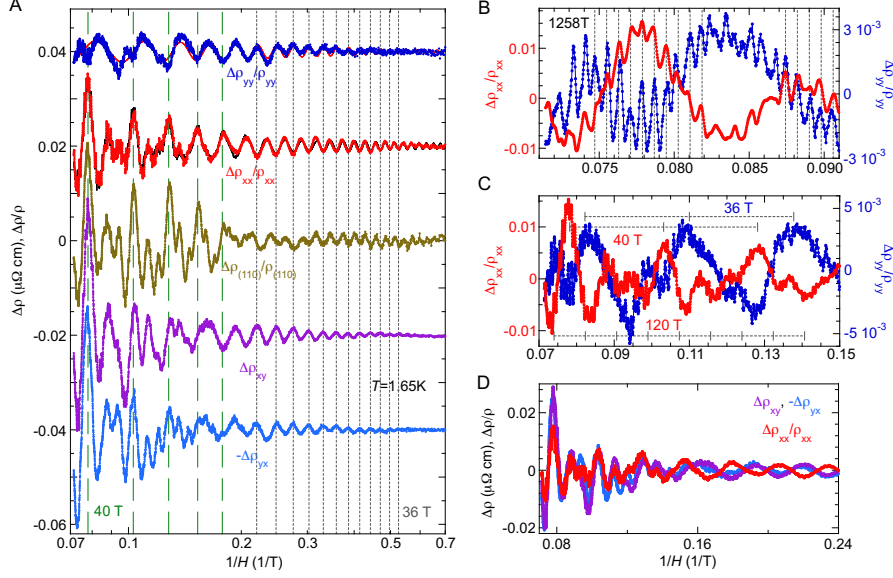 A
0.04
0.02
0
-0.02
-0.04
-0.06
Δρ (μΩ cm), Δρ/ρ
Δρyy/ρyy
Δρxx/ρxx
Δρ(110)/ρ(110)
Δρxy
T=1.65K
-Δρyx
40 T
36 T
0.07
0.1
0.2
0.3
0.4
0.5
0.7
1/H (1/T)
B
1258T
0.01
0
-0.01
Δρxx/ρxx
3 10-3
0
-3 10-3
Δρyy/ρyy
0.075
0.080
0.085
0.090
C
36 T
40 T
120 T
0.01
0
-0.01
Δρxx/ρxx
5 10-3
0
-5 10-3
Δρyy/ρyy
0.07
0.09
0.11
0.13
0.15
D
Δρxy, -Δρyx
Δρxx/ρxx
0.02
0
-0.02
Δρ (μΩ cm), Δρ/ρ
0.08
0.16
0.24
1/H (1/T)